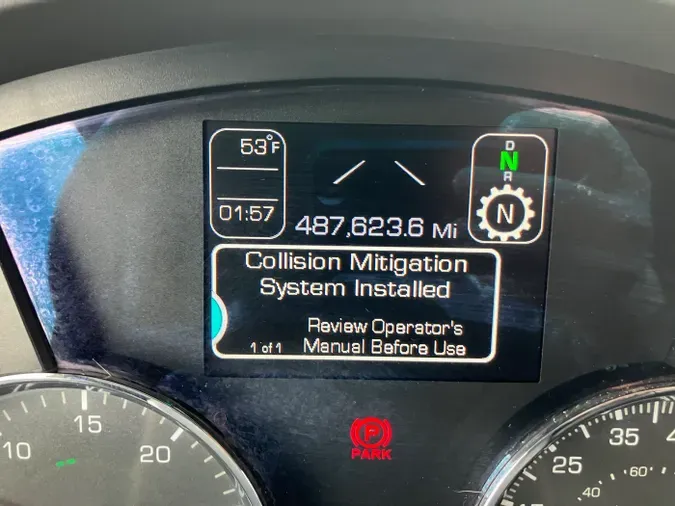 53°F
01:57
487,623.6 Mi
D
N
R
N
Collision Mitigation
System Installed
Review Operator's
1 of 1 Manual Before Use
P
PARK
10
15
20
25
35
40
60